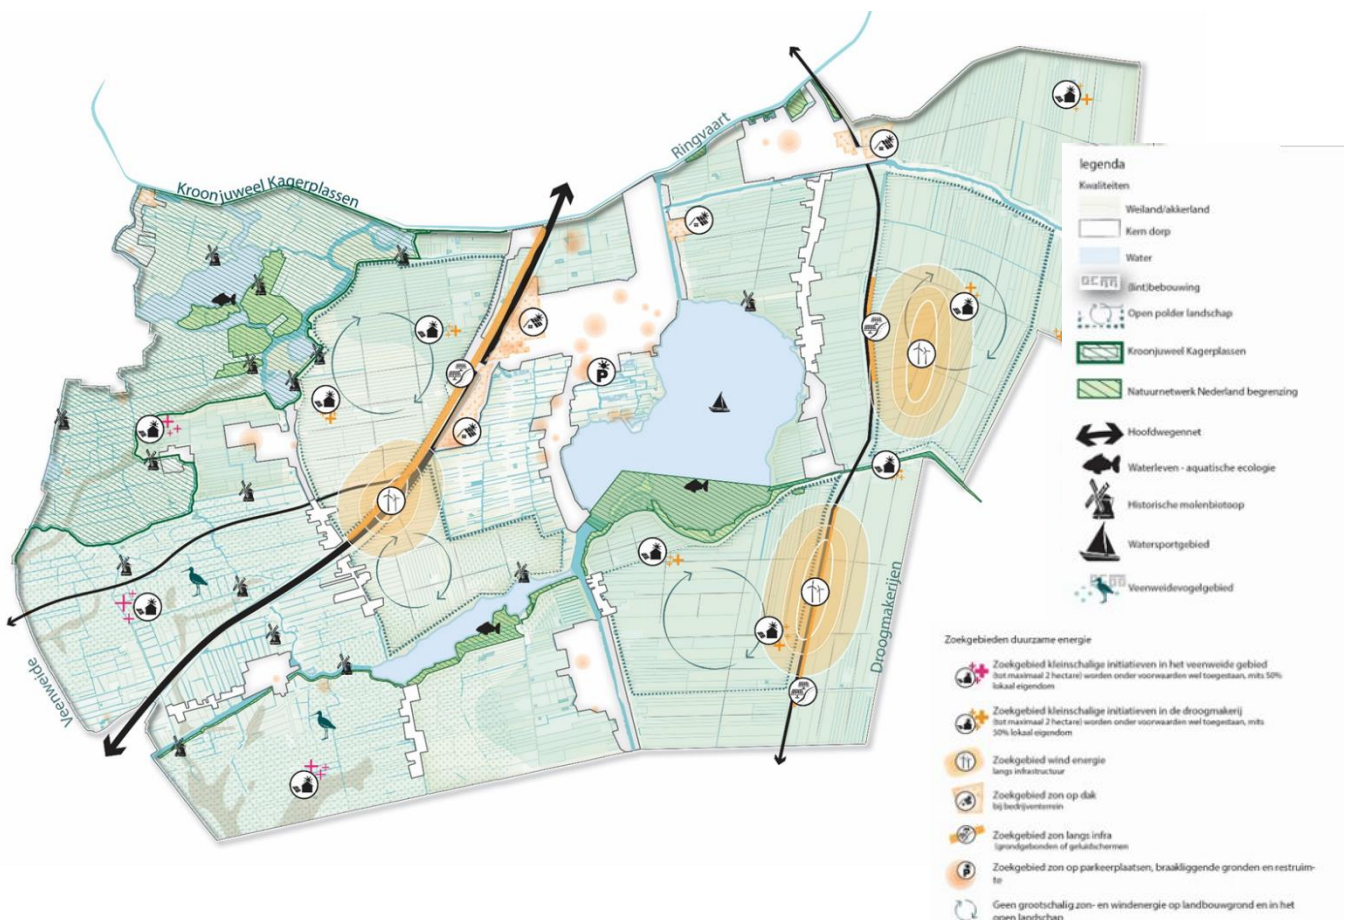 Ringvaart
Kroonjuweel Kagerplassen
Veenweide
Droogmakerijen
P
legenda
Kwaliteiten
Weiland/akkerland
Kern dorp
Water
(lint)bebouwing
Open polder landschap
Kroonjuweel Kagerplassen
Natuurnetwerk Nederland begrenzing
Hoofdwegennet
Waterleven - aquatische ecologie
Historische molenbiotoop
Watersportgebied
Veenweidevogelgebied
Zoekgebieden duurzame energie
Zoekgebied kleinschalige initiatieven in het veenweide gebied
(tot maximaal 2 hectare) worden onder voorwaarden wel toegestaan, mits 50%
lokaal eigendom
Zoekgebied kleinschalige initiatieven in de droogmakerij
(tot maximaal 2 hectare) worden onder voorwaarden wel toegestaan, mits
50% lokaal eigendom
Zoekgebied wind energie
langs infrastructuur
Zoekgebied zon op dak
bij bedrijventerrein
Zoekgebied zon langs infra
(grondgebonden of geluidschermen
P
Zoekgebied zon op parkeerplaatsen, braakliggende gronden en restruim-
te
Geen grootschalig zon- en windenergie op landbouwgrond en in het
open landschap